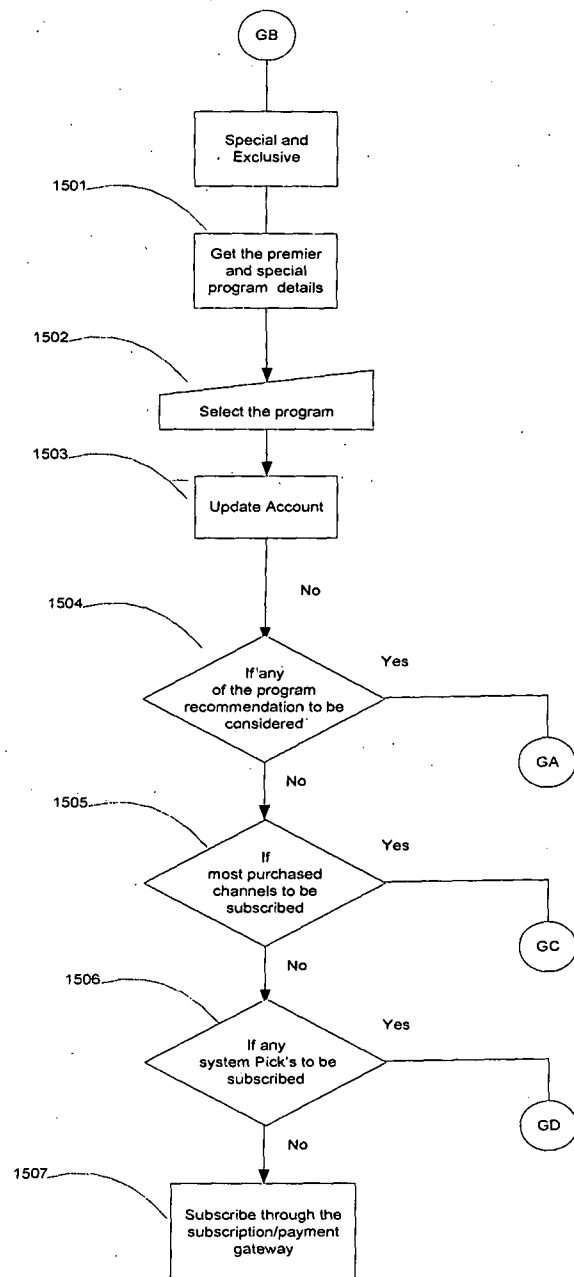 GB
Special and
Exclusive
1501
Get the premier
and special
program details
1502
Select the program
1503
Update Account
No
1504
If any
of the program
recommendation to be
considered
Yes
GA
No
1505
If
most purchased
channels to be
subscribed
Yes
GC
No
1506
If any
system Pick's to be
subscribed
Yes
GD
No
1507
Subscribe through the
subscription/payment
gateway